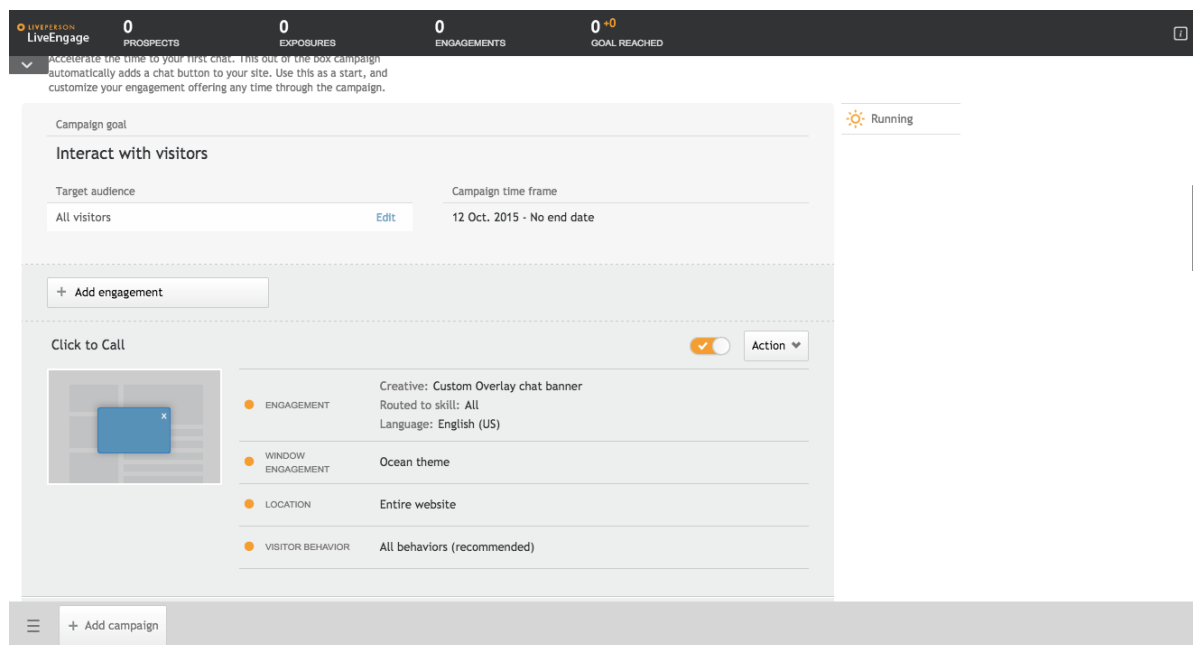 LIVEPERSON
LiveEngage
0
PROSPECTS
0
EXPOSURES
0
ENGAGEMENTS
0 +0
GOAL REACHED
i
Accelerate the time to your first chat. This out of the box campaign
automatically adds a chat button to your site. Use this as a start, and
customize your engagement offering any time through the campaign.
Campaign goal
Running
Interact with visitors
Target audience
Campaign time frame
All visitors
Edit
12 Oct. 2015 - No end date
+ Add engagement
Click to Call
Action
x
ENGAGEMENT
Creative: Custom Overlay chat banner
Routed to skill: All
Language: English (US)
WINDOW
ENGAGEMENT
Ocean theme
LOCATION
Entire website
VISITOR BEHAVIOR
All behaviors (recommended)
+ Add campaign